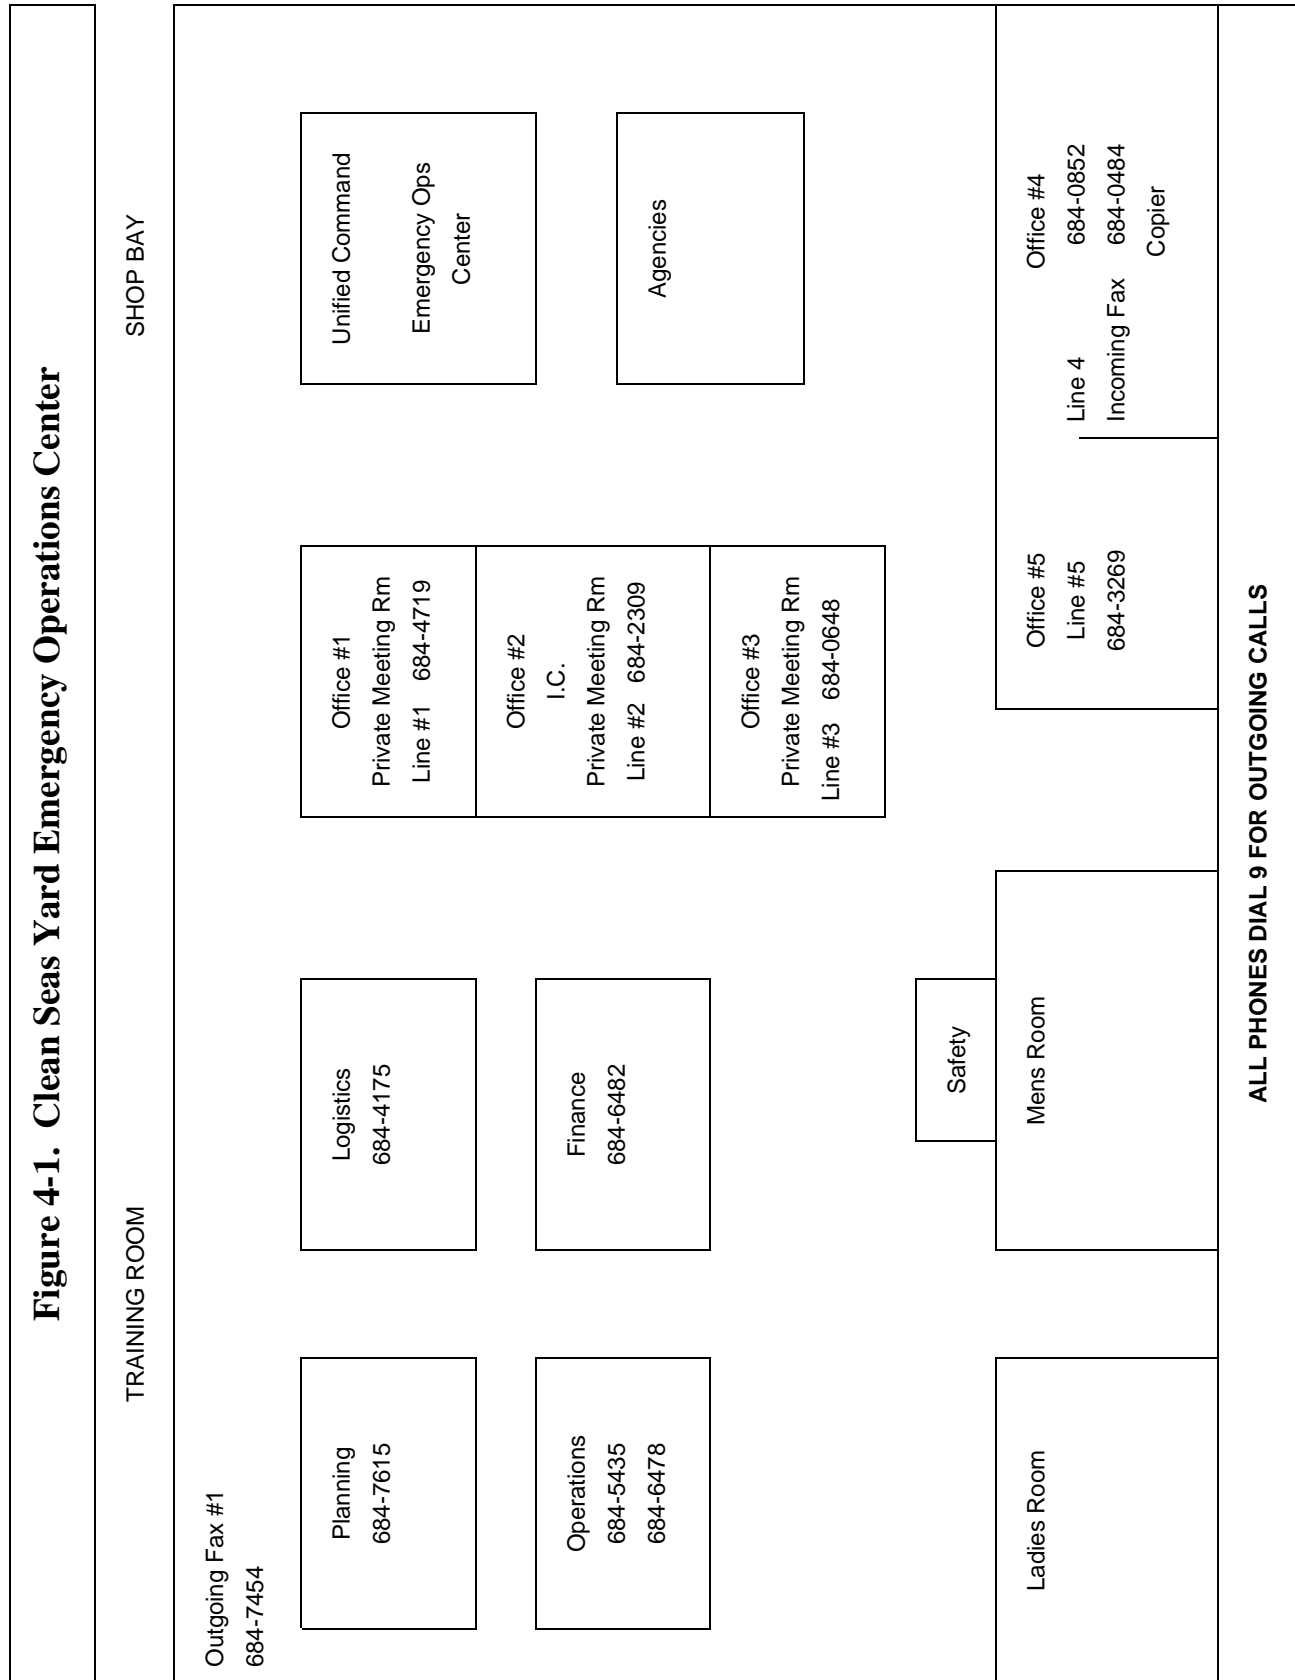 Figure 4-1. Clean Seas Yard Emergency Operations Center
TRAINING ROOM
SHOP BAY
Outgoing Fax #1
684-7454
Planning
684-7615
Operations
684-5435
684-6478
Logistics
684-4175
Finance
684-6482
Office #1
Private Meeting Rm
Line #1 684-4719
Office #2
I.C.
Private Meeting Rm
Line #2 684-2309
Office #3
Private Meeting Rm
Line #3 684-0648
Unified Command
Emergency Ops
Center
Agencies
Ladies Room
Safety
Mens Room
Office #5
Line #5
684-3269
Office #4
Line 4 684-0852
Incoming Fax 684-0484
Copier
ALL PHONES DIAL 9 FOR OUTGOING CALLS